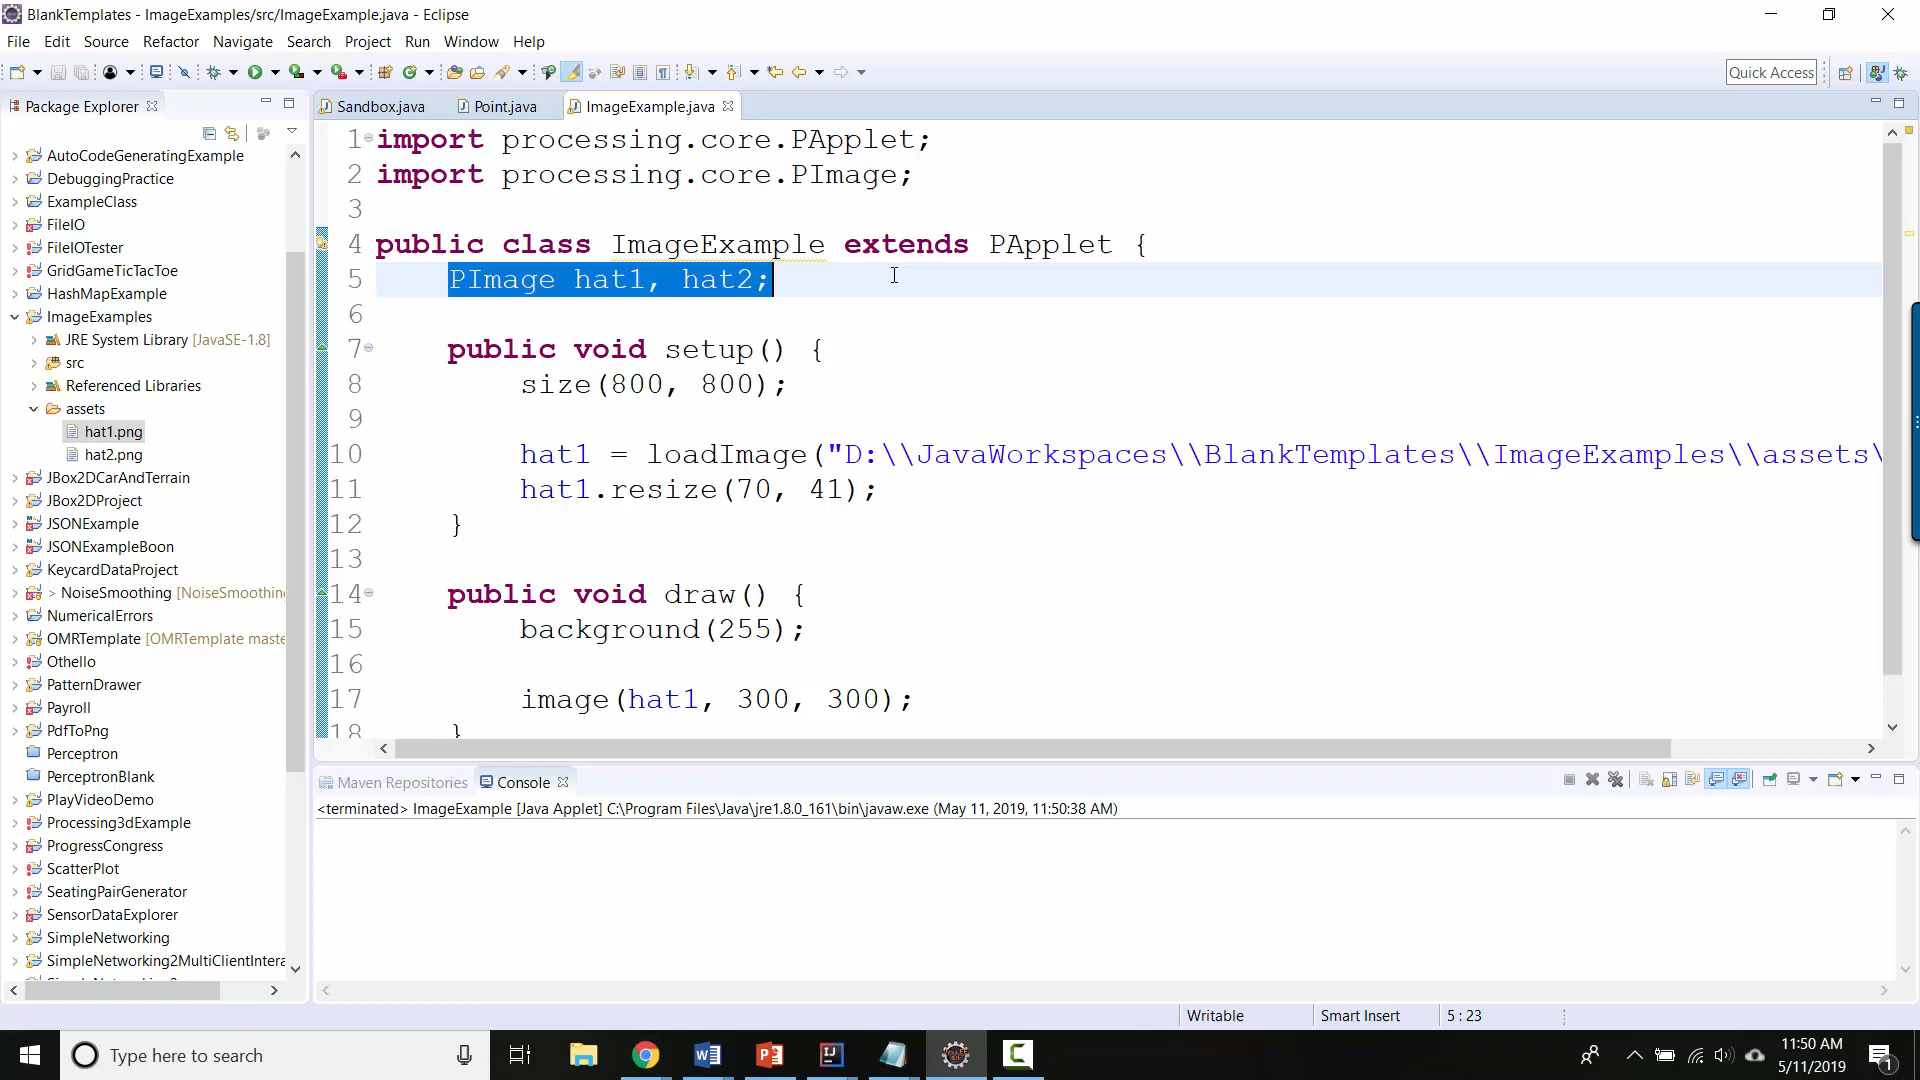 BlankTemplates - ImageExamples/src/ImageExample.java - Eclipse
File Edit Source Refactor Navigate Search Project Run Window Help
Quick Access
Package Explorer
AutoCodeGeneratingExample
DebuggingPractice
ExampleClass
FileIO
FileIOTester
GridGameTicTacToe
HashMapExample
ImageExamples
JRE System Library [JavaSE-1.8]
src
Referenced Libraries
assets
hat1.png
hat2.png
JBox2DCarAndTerrain
JBox2DProject
JSONExample
JSONExampleBoon
KeycardDataProject
> NoiseSmoothing [NoiseSmoothin
NumericalErrors
OMRTemplate [OMRTemplate maste
Othello
PatternDrawer
Payroll
PdfToPng
Perceptron
PerceptronBlank
PlayVideoDemo
Processing3dExample
ProgressCongress
ScatterPlot
SeatingPairGenerator
SensorDataExplorer
SimpleNetworking
SimpleNetworking2MultiClientIntera
Sandbox.java Point.java ImageExample.java
1 import processing.core.PApplet;
2 import processing.core.PImage;
3
4 public class ImageExample extends PApplet {
5 PImage hat1, hat2;
6
7 public void setup() {
8 size(800, 800);
9
10 hat1 = loadImage("D:\\JavaWorkspaces\\BlankTemplates\\ImageExamples\\assets\
11 hat1.resize(70, 41);
12 }
13
14 public void draw() {
15 background(255);
16
17 image(hat1, 300, 300);
18 }
Maven Repositories Console
<terminated> ImageExample [Java Applet] C:\Program Files\Java\jre1.8.0_161\bin\javaw.exe (May 11, 2019, 11:50:38 AM)
Writable Smart Insert 5 : 23
Type here to search
11:50 AM
5/11/2019
1